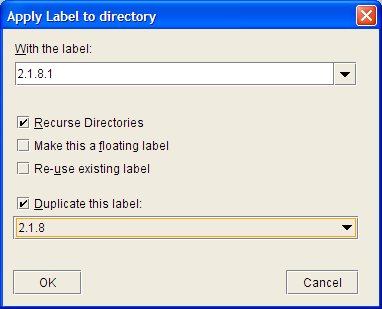 Apply Label to directory
With the label:
2.1.8.1
Recurse Directories
Make this a floating label
Re-use existing label
Duplicate this label:
2.1.8
OK Cancel